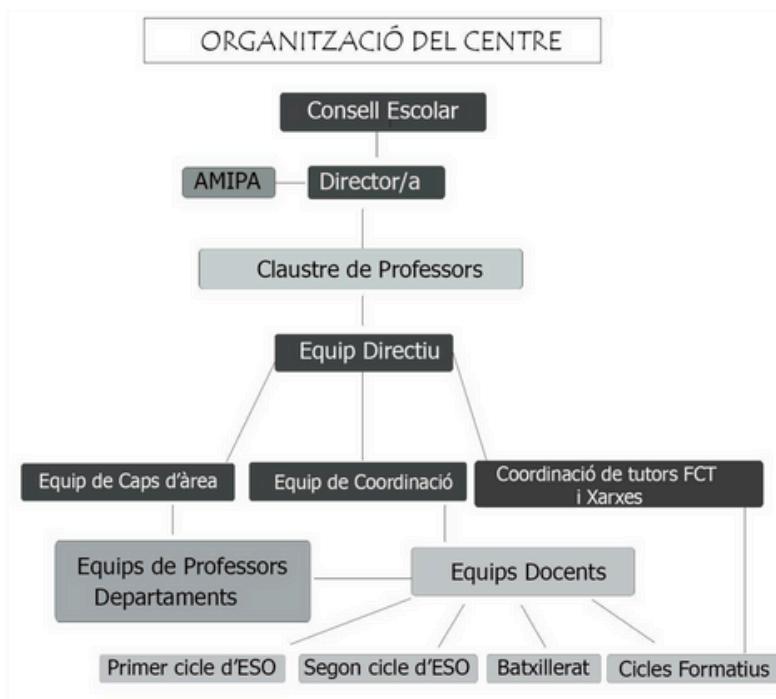 ORGANITZACIÓ DEL CENTRE
Consell Escolar
AMIPA
Director/a
Claustre de Professors
Equip Directiu
Equip de Caps d'àrea
Equip de Coordinació
Coordinació de tutors FCT
i Xarxes
Equips de Professors
Departaments
Equips Docents
Primer cicle d'ESO
Segon cicle d'ESO
Batxillerat
Cicles Formatius